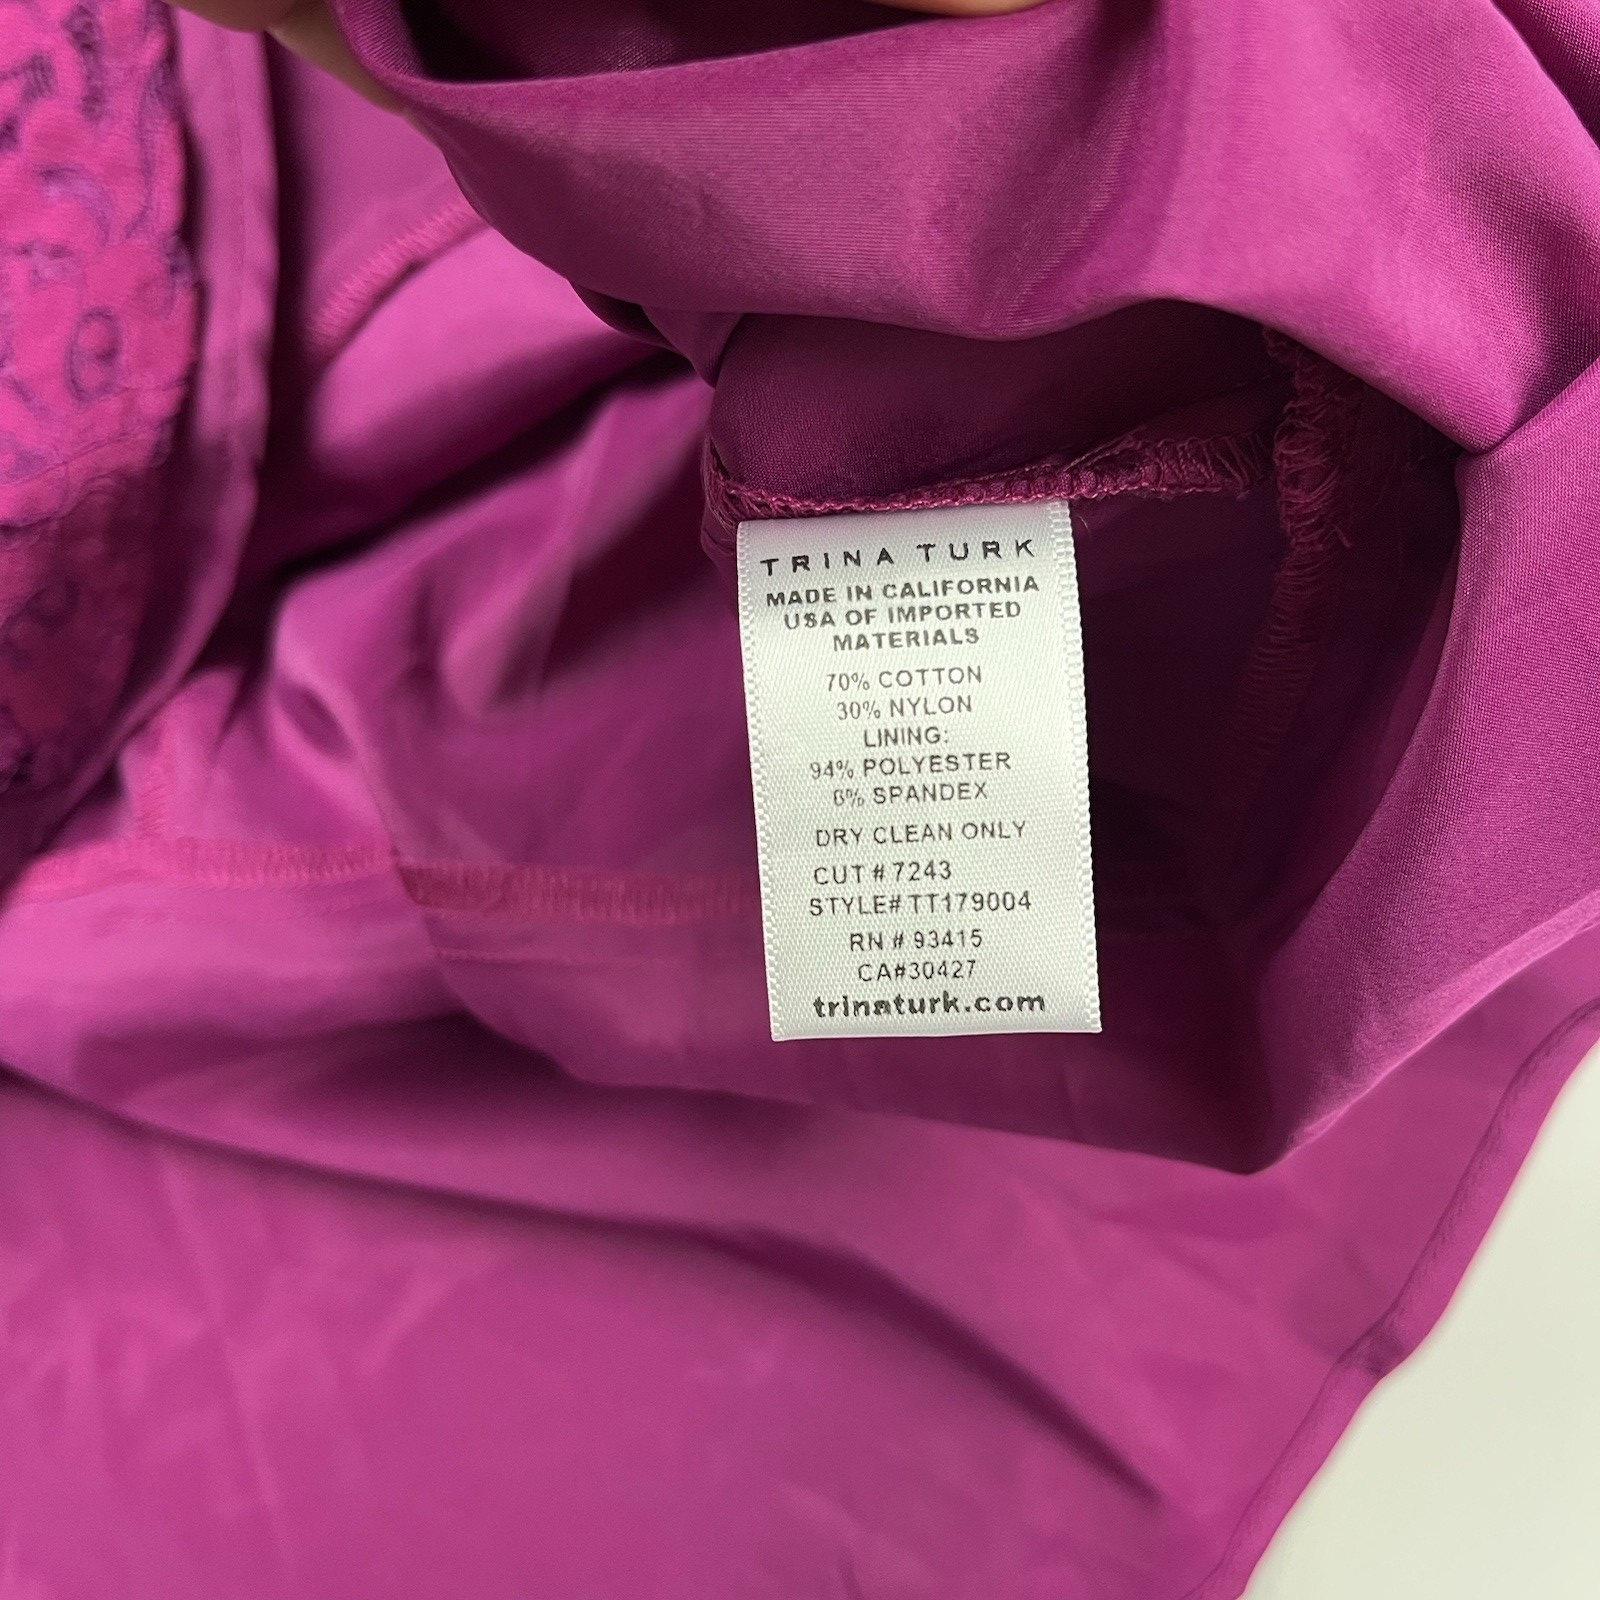 TRINA TURK
MADE IN CALIFORNIA
USA OF IMPORTED
MATERIALS
70% COTTON
30% NYLON
LINING:
94% POLYESTER
6% SPANDEX
DRY CLEAN ONLY
CUT # 7243
STYLE# TT179004
RN # 93415
CA#30427
trinaturk.com